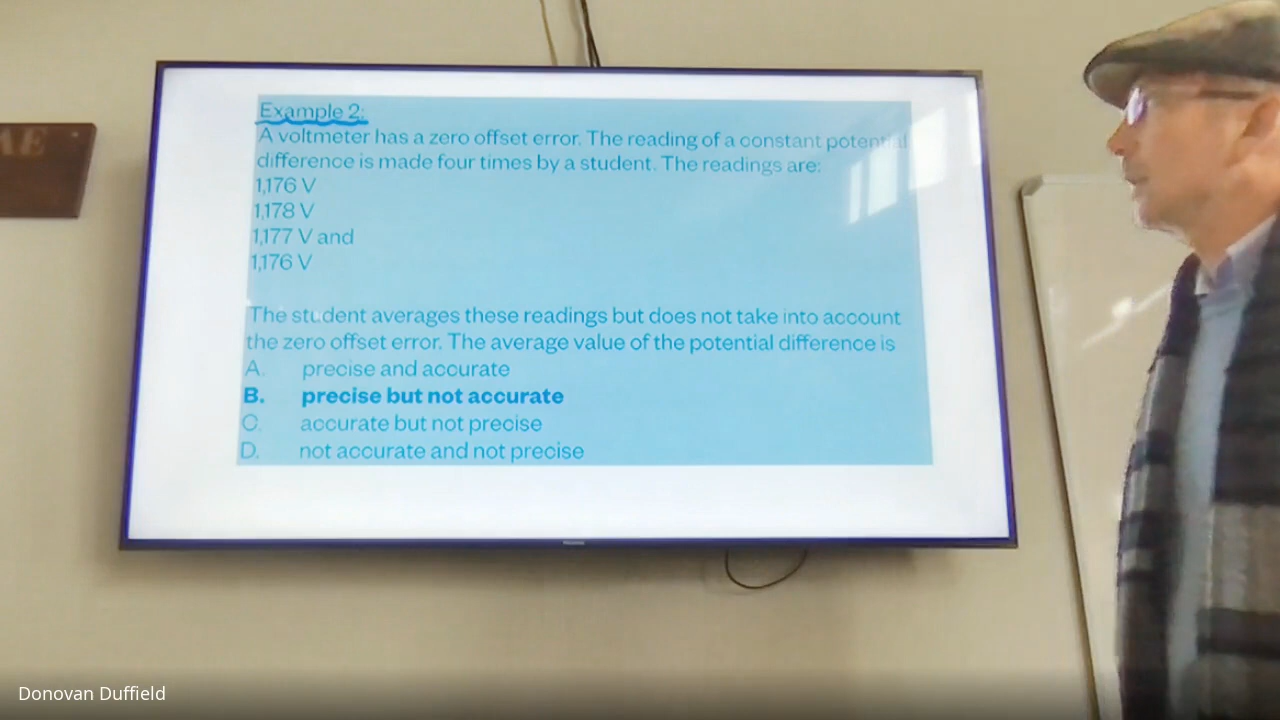 AE
Example 2:
A voltmeter has a zero offset error. The reading of a constant potential
difference is made four times by a student. The readings are:
1,176 V
1,178 V
1,177 V and
1,176 V
The student averages these readings but does not take into account
the zero offset error. The average value of the potential difference is
A. precise and accurate
B. precise but not accurate
C. accurate but not precise
D. not accurate and not precise
Donovan Duffield